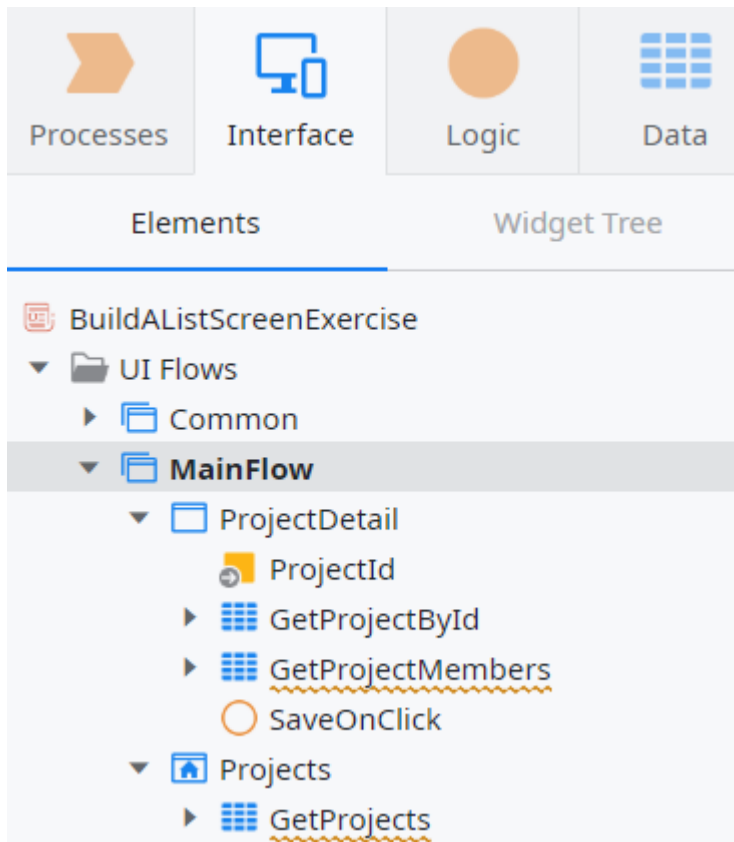 Processes Interface Logic Data
Elements Widget Tree
BuildAListScreenExercise
UI Flows
Common
MainFlow
ProjectDetail
ProjectId
GetProjectById
GetProjectMembers
SaveOnClick
Projects
GetProjects